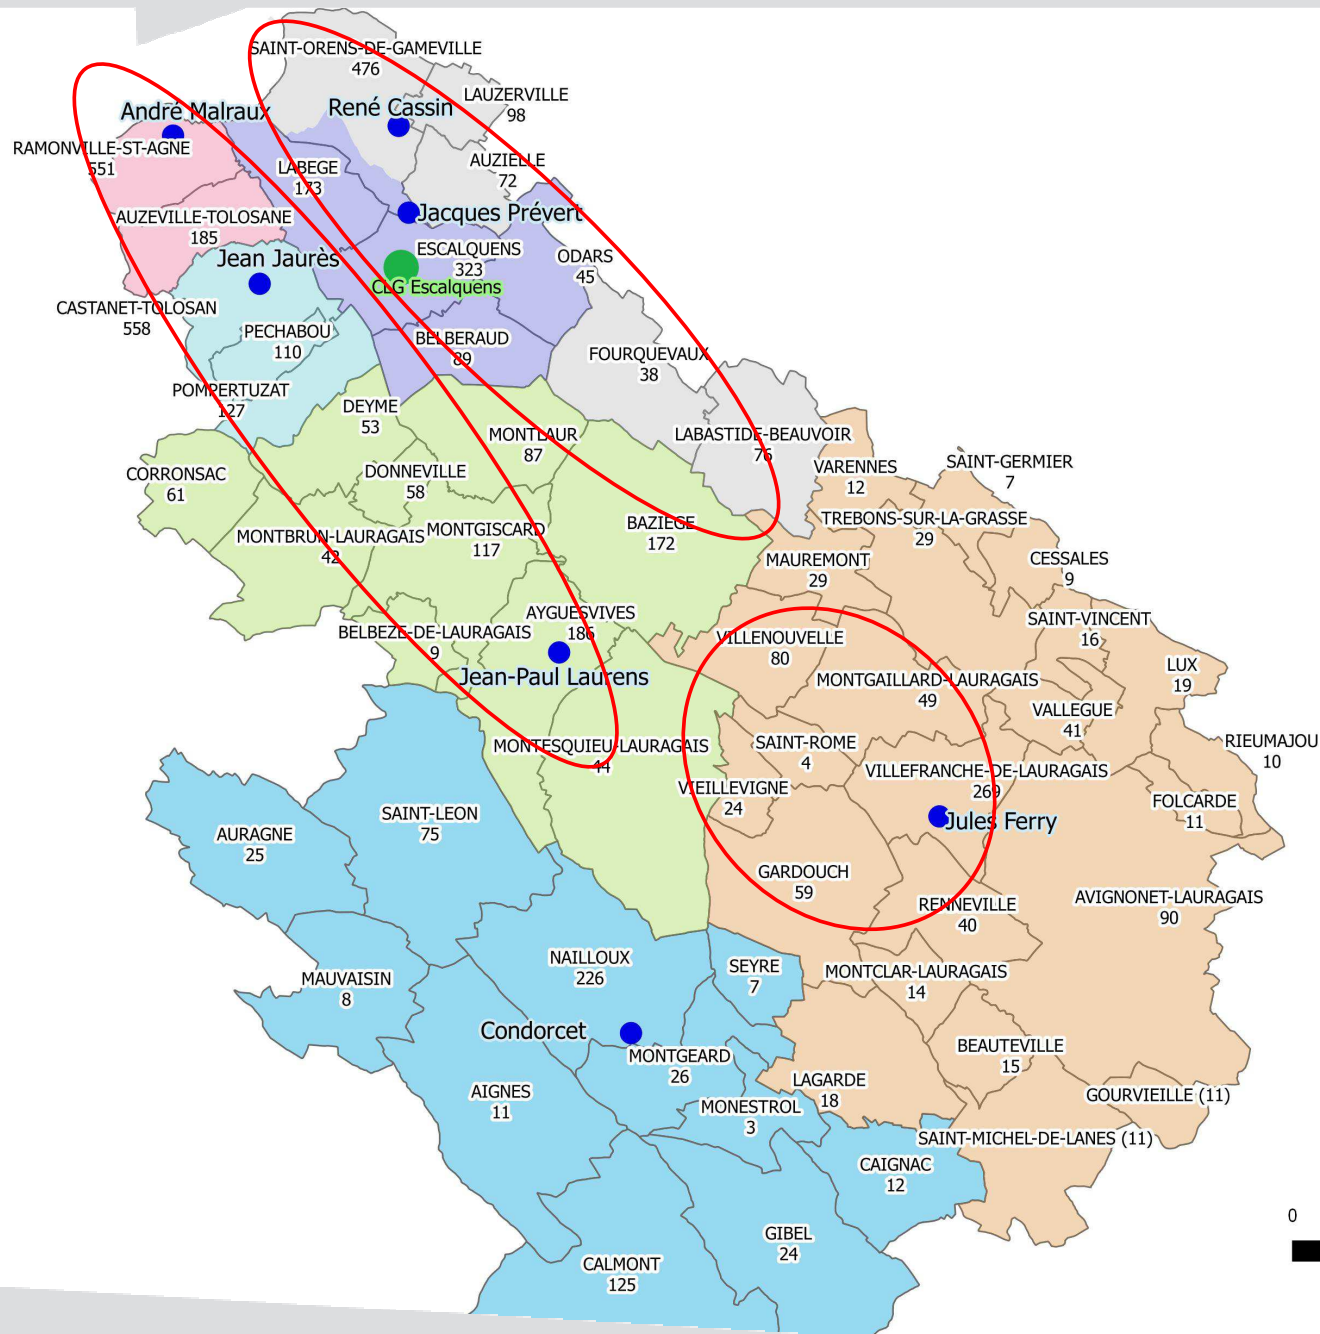 SAINT-ORENS-DE-GAMEVILLE
476
LAUZERVILLE
98
André Malraux
René Cassin
RAMONVILLE-ST-AGNE
551
LABEGE
173
AUZIELLE
72
AUZEVILLE-TOLOSANE
185
Jacques Prévert
Jean Jaurès
ESCALQUENS
323
ODARS
45
CLG Escalquens
CASTANET-TOLOSAN
558
PECHABOU
110
BELBERAUD
89
FOURQUEVAUX
38
POMPERTUZAT
127
DEYME
53
MONTLAUR
87
LABASTIDE-BEAUVOIR
76
CORRONSAC
61
DONNEVILLE
58
VARENNES
12
SAINT-GERMIER
7
MONTBRUN-LAURAGAIS
42
MONTGISCARD
117
BAZIEGE
172
TREBONS-SUR-LA-GRASSE
29
MAUREMONT
29
CESSALES
9
BELBEZE-DE-LAURAGAIS
9
AYGUESVIVES
186
VILLENOUVELLE
80
SAINT-VINCENT
16
Jean-Paul Laurens
MONTGAILLARD-LAURAGAIS
49
LUX
19
VALLEGUE
41
MONTESQUIEU-LAURAGAIS
44
SAINT-ROME
4
RIEUMAJOU
10
VILLEFRANCHE-DE-LAURAGAIS
269
VIEILLEVIGNE
24
FOLCARDE
11
SAINT-LEON
75
Jules Ferry
AURAGNE
25
GARDOUCH
59
RENNEVILLE
40
AVIGNONET-LAURAGAIS
90
NAILLOUX
226
SEYRE
7
MONTCLAR-LAURAGAIS
14
MAUVAISIN
8
Condorcet
BEAUTEVILLE
15
MONTGEARD
26
LAGARDE
18
AIGNES
11
MONESTROL
3
GOURVIEILLE (11)
SAINT-MICHEL-DE-LANES (11)
CAIGNAC
12
0
GIBEL
24
CALMONT
125